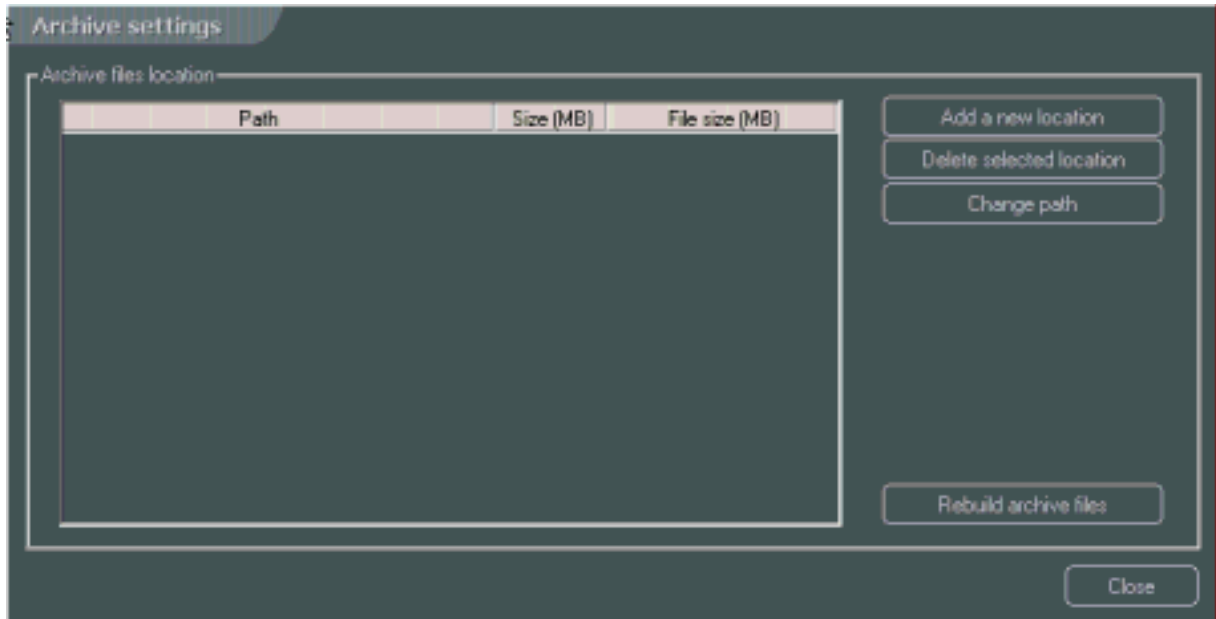 Archive settings
Archive files location
Path Size (MB) File size (MB)
Add a new location
Delete selected location
Change path
Rebuild archive files
Close